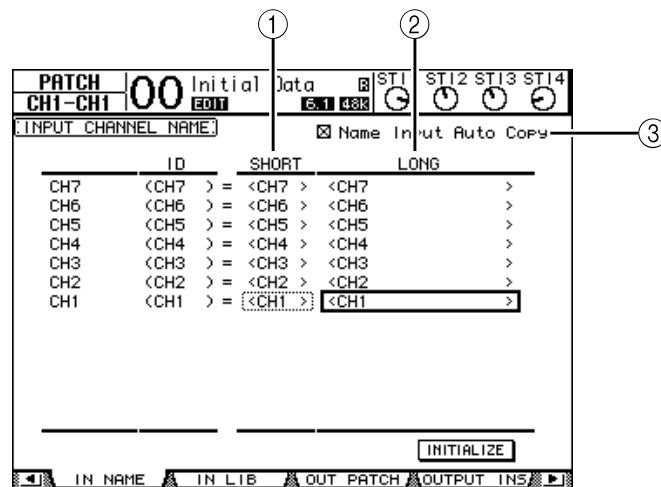 ① ②
PATCH 00 Initial Data R ST1 ST12 ST13 ST14
CH1-CH1 EDIT 6.1 48K
INPUT CHANNEL NAME ☒ Name Input Auto Copy ③
ID SHORT LONG
CH7 (CH7 ) = <CH7 > <CH7 >
CH6 (CH6 ) = <CH6 > <CH6 >
CH5 (CH5 ) = <CH5 > <CH5 >
CH4 (CH4 ) = <CH4 > <CH4 >
CH3 (CH3 ) = <CH3 > <CH3 >
CH2 (CH2 ) = <CH2 > <CH2 >
CH1 (CH1 ) = <CH1 > <CH1 >
INITIALIZE
IN NAME IN LIB OUT PATCH OUTPUT INS